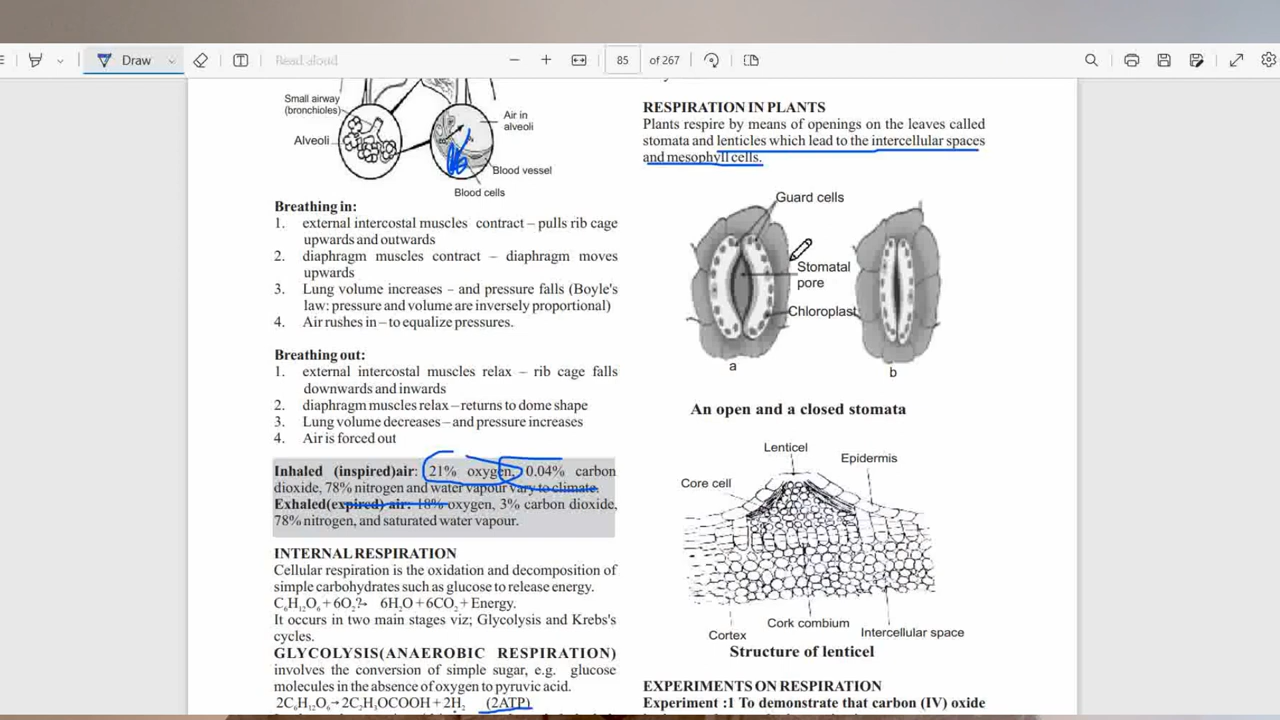 Draw
Read aloud
85
of 267
Small airway
(bronchioles)
Alveoli
Air in
alveoli
Blood vessel
Blood cells
Breathing in:
1. external intercostal muscles contract – pulls rib cage
upwards and outwards
2. diaphragm muscles contract – diaphragm moves
upwards
3. Lung volume increases - and pressure falls (Boyle's
law: pressure and volume are inversely proportional)
4. Air rushes in – to equalize pressures.
Breathing out:
1. external intercostal muscles relax – rib cage falls
downwards and inwards
2. diaphragm muscles relax – returns to dome shape
3. Lung volume decreases – and pressure increases
4. Air is forced out
Inhaled (inspired)air: 21% oxygen, 0.04% carbon
dioxide, 78% nitrogen and water vapour vary to climate.
Exhaled(expired) air: 18% oxygen, 3% carbon dioxide,
78% nitrogen, and saturated water vapour.
INTERNAL RESPIRATION
Cellular respiration is the oxidation and decomposition of
simple carbohydrates such as glucose to release energy.
C₆H₁₂O₆ + 6O₂?→ 6H₂O + 6CO₂ + Energy.
It occurs in two main stages viz; Glycolysis and Krebs's
cycles.
GLYCOLYSIS(ANAEROBIC RESPIRATION)
involves the conversion of simple sugar, e.g. glucose
molecules in the absence of oxygen to pyruvic acid.
2C₆H₁₂O₆→2C₂H₃OCOOH + 2H₂ (2ATP)
RESPIRATION IN PLANTS
Plants respire by means of openings on the leaves called
stomata and lenticles which lead to the intercellular spaces
and mesophyll cells.
Guard cells
Stomatal
pore
Chloroplast
a
b
An open and a closed stomata
Lenticel
Epidermis
Core cell
Cork combium
Cortex
Intercellular space
Structure of lenticel
EXPERIMENTS ON RESPIRATION
Experiment :1 To demonstrate that carbon (IV) oxide